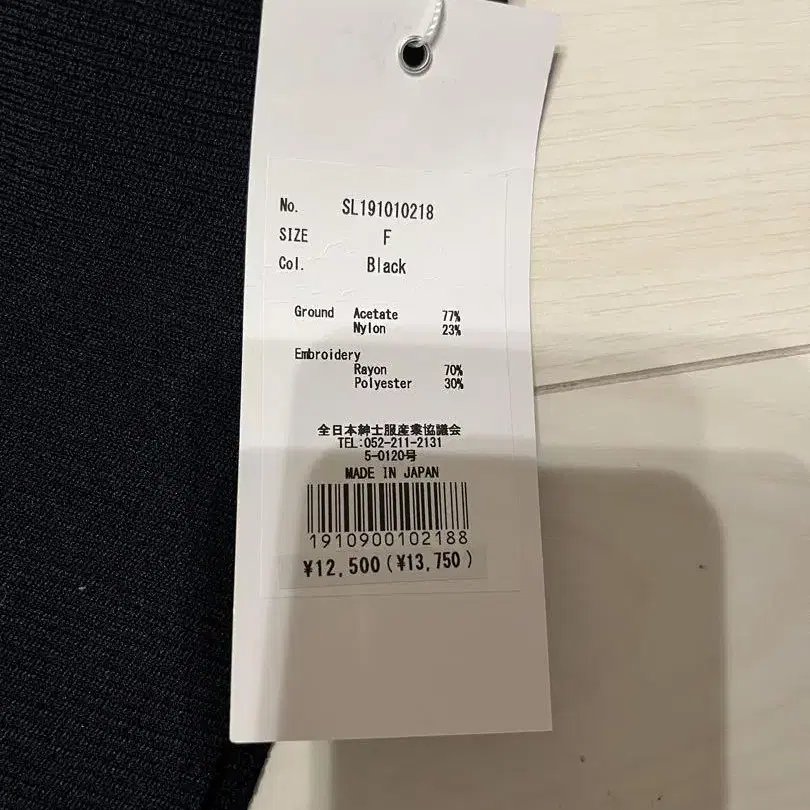 No. SL191010218
SIZE F
Col. Black
Ground Acetate 77%
Nylon 23%
Embroidery
Rayon 70%
Polyester 30%
全日本紳士服産業協議会
TEL:052-211-2131
5-0120号
MADE IN JAPAN
1910900102188
¥12,500(¥13,750)